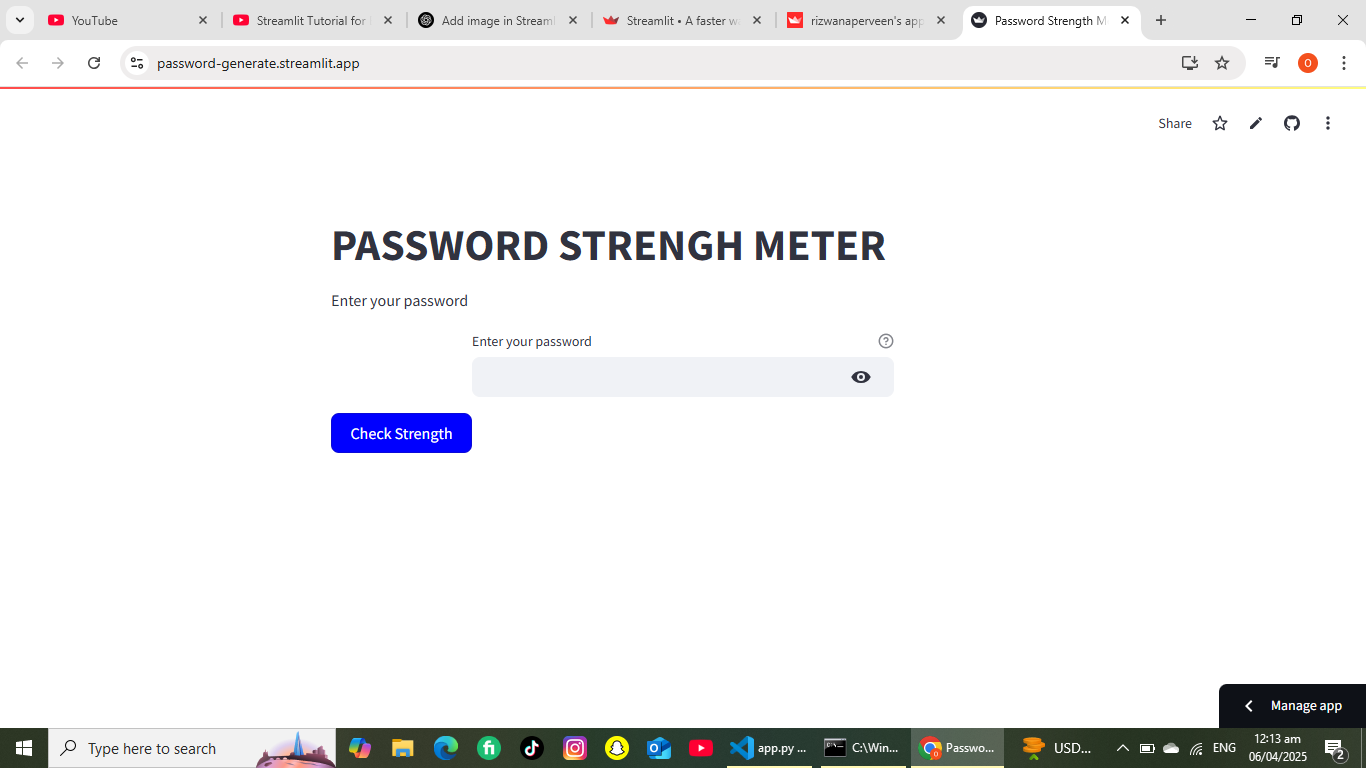 YouTube
Streamlit Tutorial for
Add image in Streaml
Streamlit • A faster w
rizwanaperveen's app
Password Strength M
password-generate.streamlit.app
O
Share
PASSWORD STRENGH METER
Enter your password
Enter your password
Check Strength
Manage app
Type here to search
app.py ...
C:\Win...
Passwo...
USD...
ENG
12:13 am
06/04/2025
2